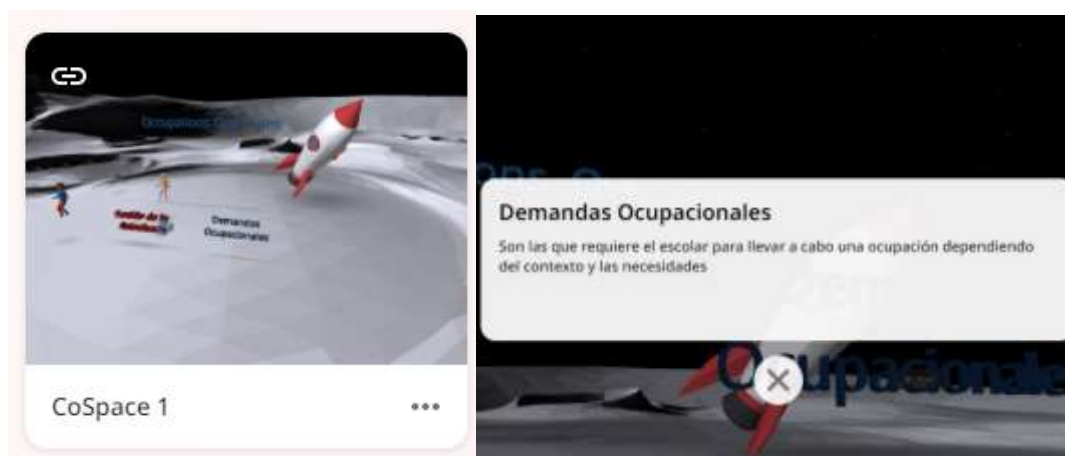 Demandas
Ocupacionales
CoSpace 1
Demandas Ocupacionales
Son las que requiere el escolar para llevar a cabo una ocupación dependiendo
del contexto y las necesidades
Ocupacionale